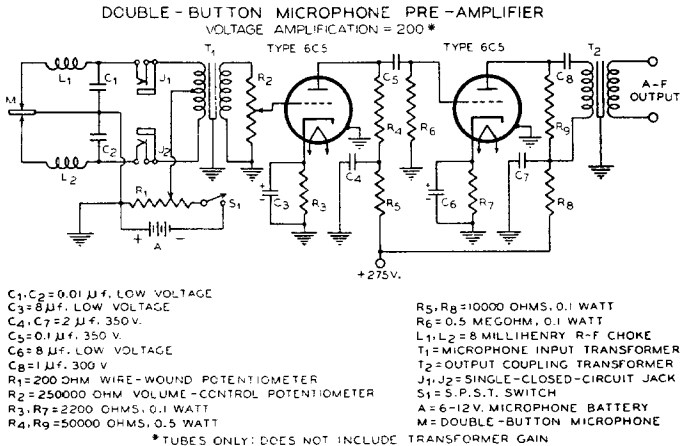 DOUBLE-BUTTON MICROPHONE PRE-AMPLIFIER
VOLTAGE AMPLIFICATION = 200*
T1
TYPE 6C5
TYPE 6C5
T2
L1
C1
J1
R2
C5
C8
M
A-F
OUTPUT
R4
R6
R9
C2
J2
L2
C4
C7
R1
S1
C3
R3
R5
C6
R7
R8
+ A -
+275V.
C1, C2 = 0.01 µf. LOW VOLTAGE
C3 = 8µf. LOW VOLTAGE
C4, C7 = 2 µf. 350 V.
C5 = 0.1 µf. 350 V.
C6 = 8 µf. LOW VOLTAGE
C8 = 1 µf. 300 V
R1 = 200 OHM WIRE-WOUND POTENTIOMETER
R2 = 250000 OHM VOLUME-CONTROL POTENTIOMETER
R3, R7 = 2200 OHMS, 0.1 WATT
R4, R9 = 50000 OHMS, 0.5 WATT
R5, R8 = 10000 OHMS, 0.1 WATT
R6 = 0.5 MEGOHM, 0.1 WATT
L1, L2 = 8 MILLIHENRY R-F CHOKE
T1 = MICROPHONE INPUT TRANSFORMER
T2 = OUTPUT COUPLING TRANSFORMER
J1, J2 = SINGLE-CLOSED-CIRCUIT JACK
S1 = S.P.S.T. SWITCH
A = 6-12 V. MICROPHONE BATTERY
M = DOUBLE-BUTTON MICROPHONE
* TUBES ONLY: DOES NOT INCLUDE TRANSFORMER GAIN